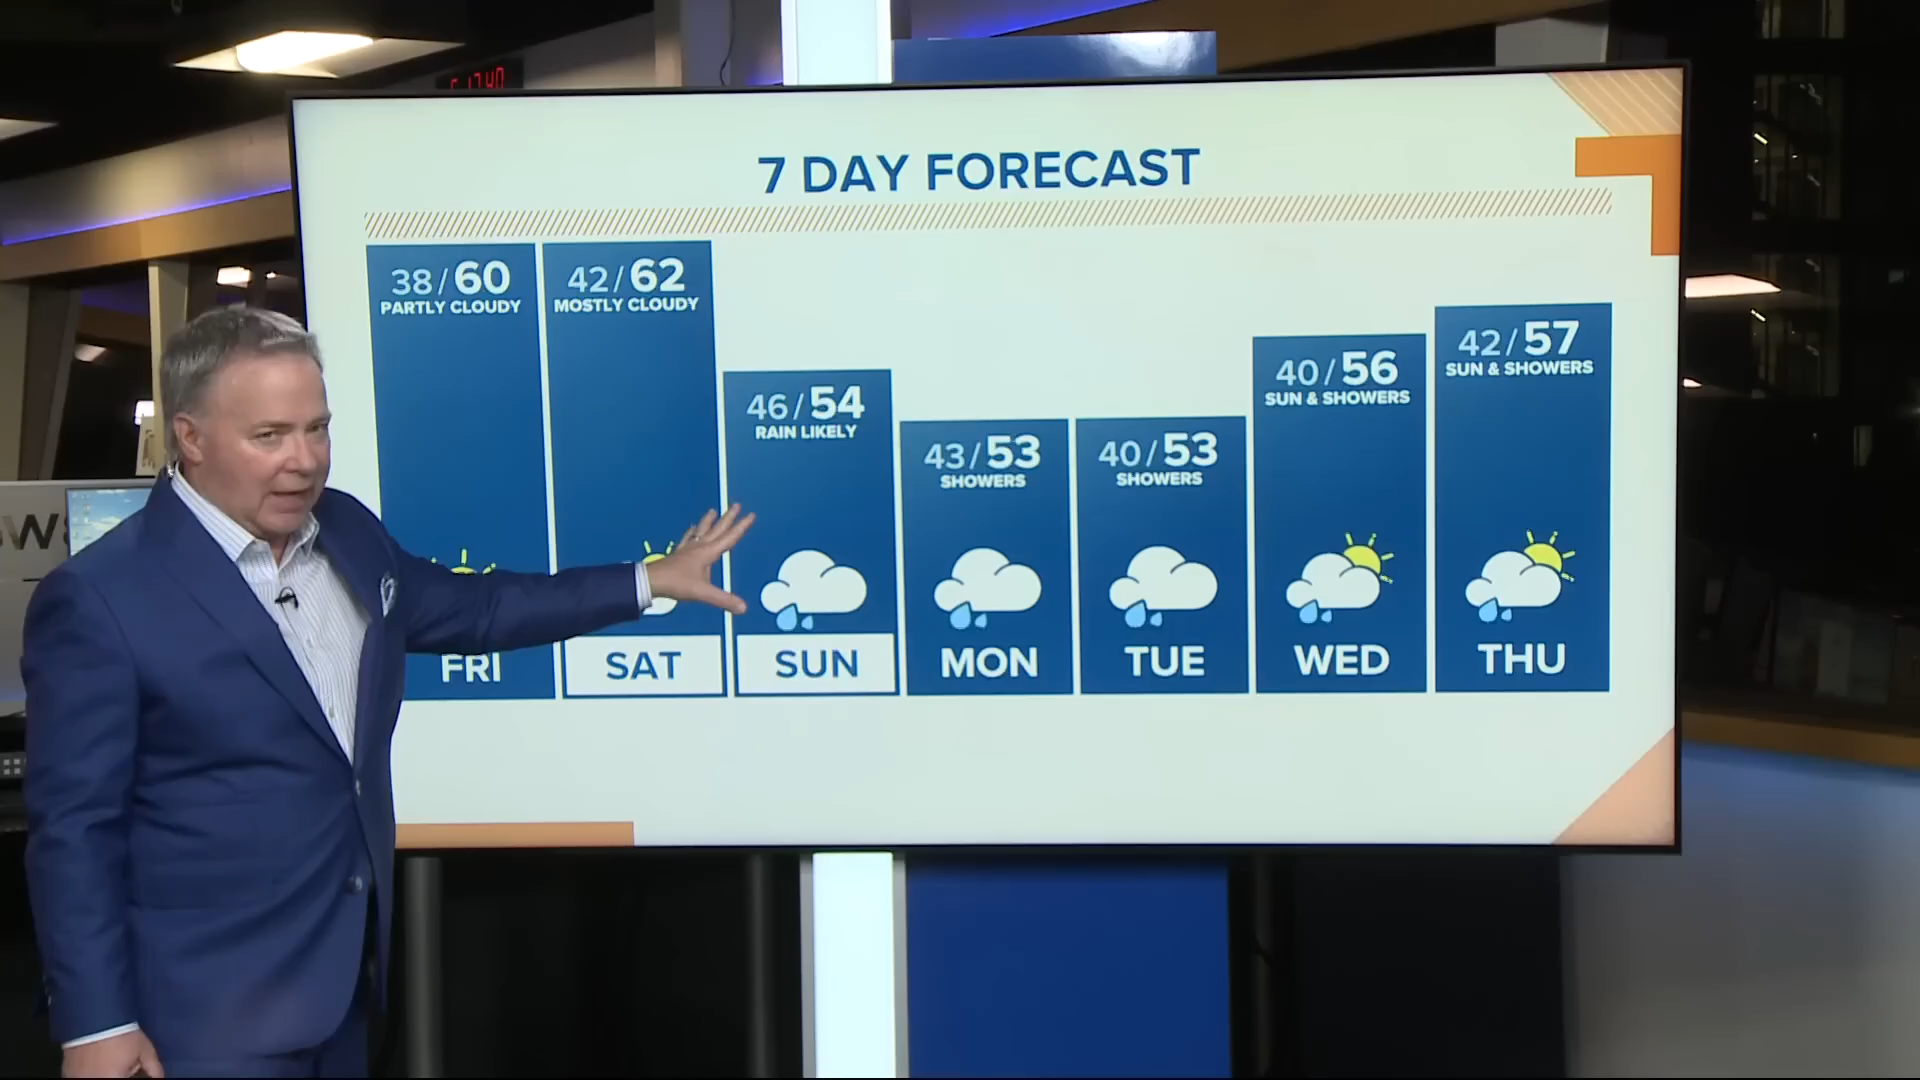 7 DAY FORECAST
38/60
PARTLY CLOUDY
FRI
42/62
MOSTLY CLOUDY
SAT
46/54
RAIN LIKELY
SUN
43/53
SHOWERS
MON
40/53
SHOWERS
TUE
40/56
SUN & SHOWERS
WED
42/57
SUN & SHOWERS
THU